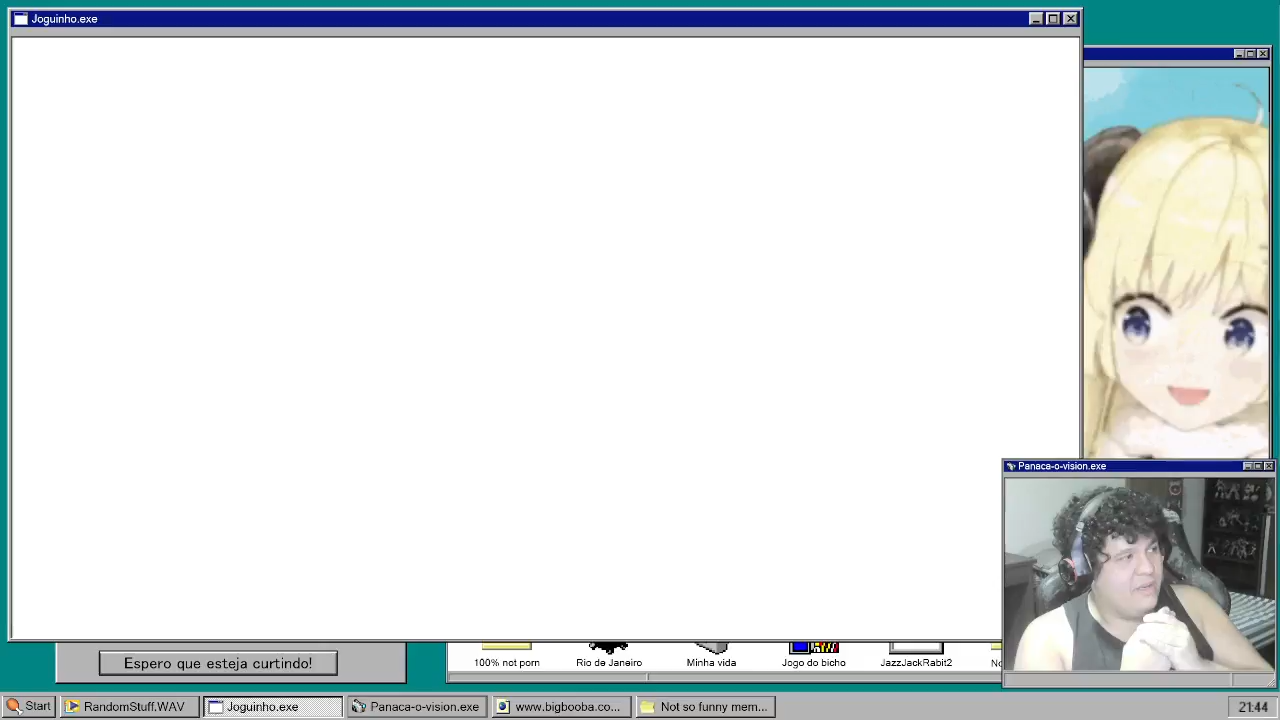 Joguinho.exe
Panaca-o-vision.exe
Espero que esteja curtindo!
100% not porn
Rio de Janeiro
Minha vida
Jogo do bicho
JazzJackRabit2
Start
RandomStuff.WAV
Joguinho.exe
Panaca-o-vision.exe
www.bigbooba.co...
Not so funny mem...
21:44